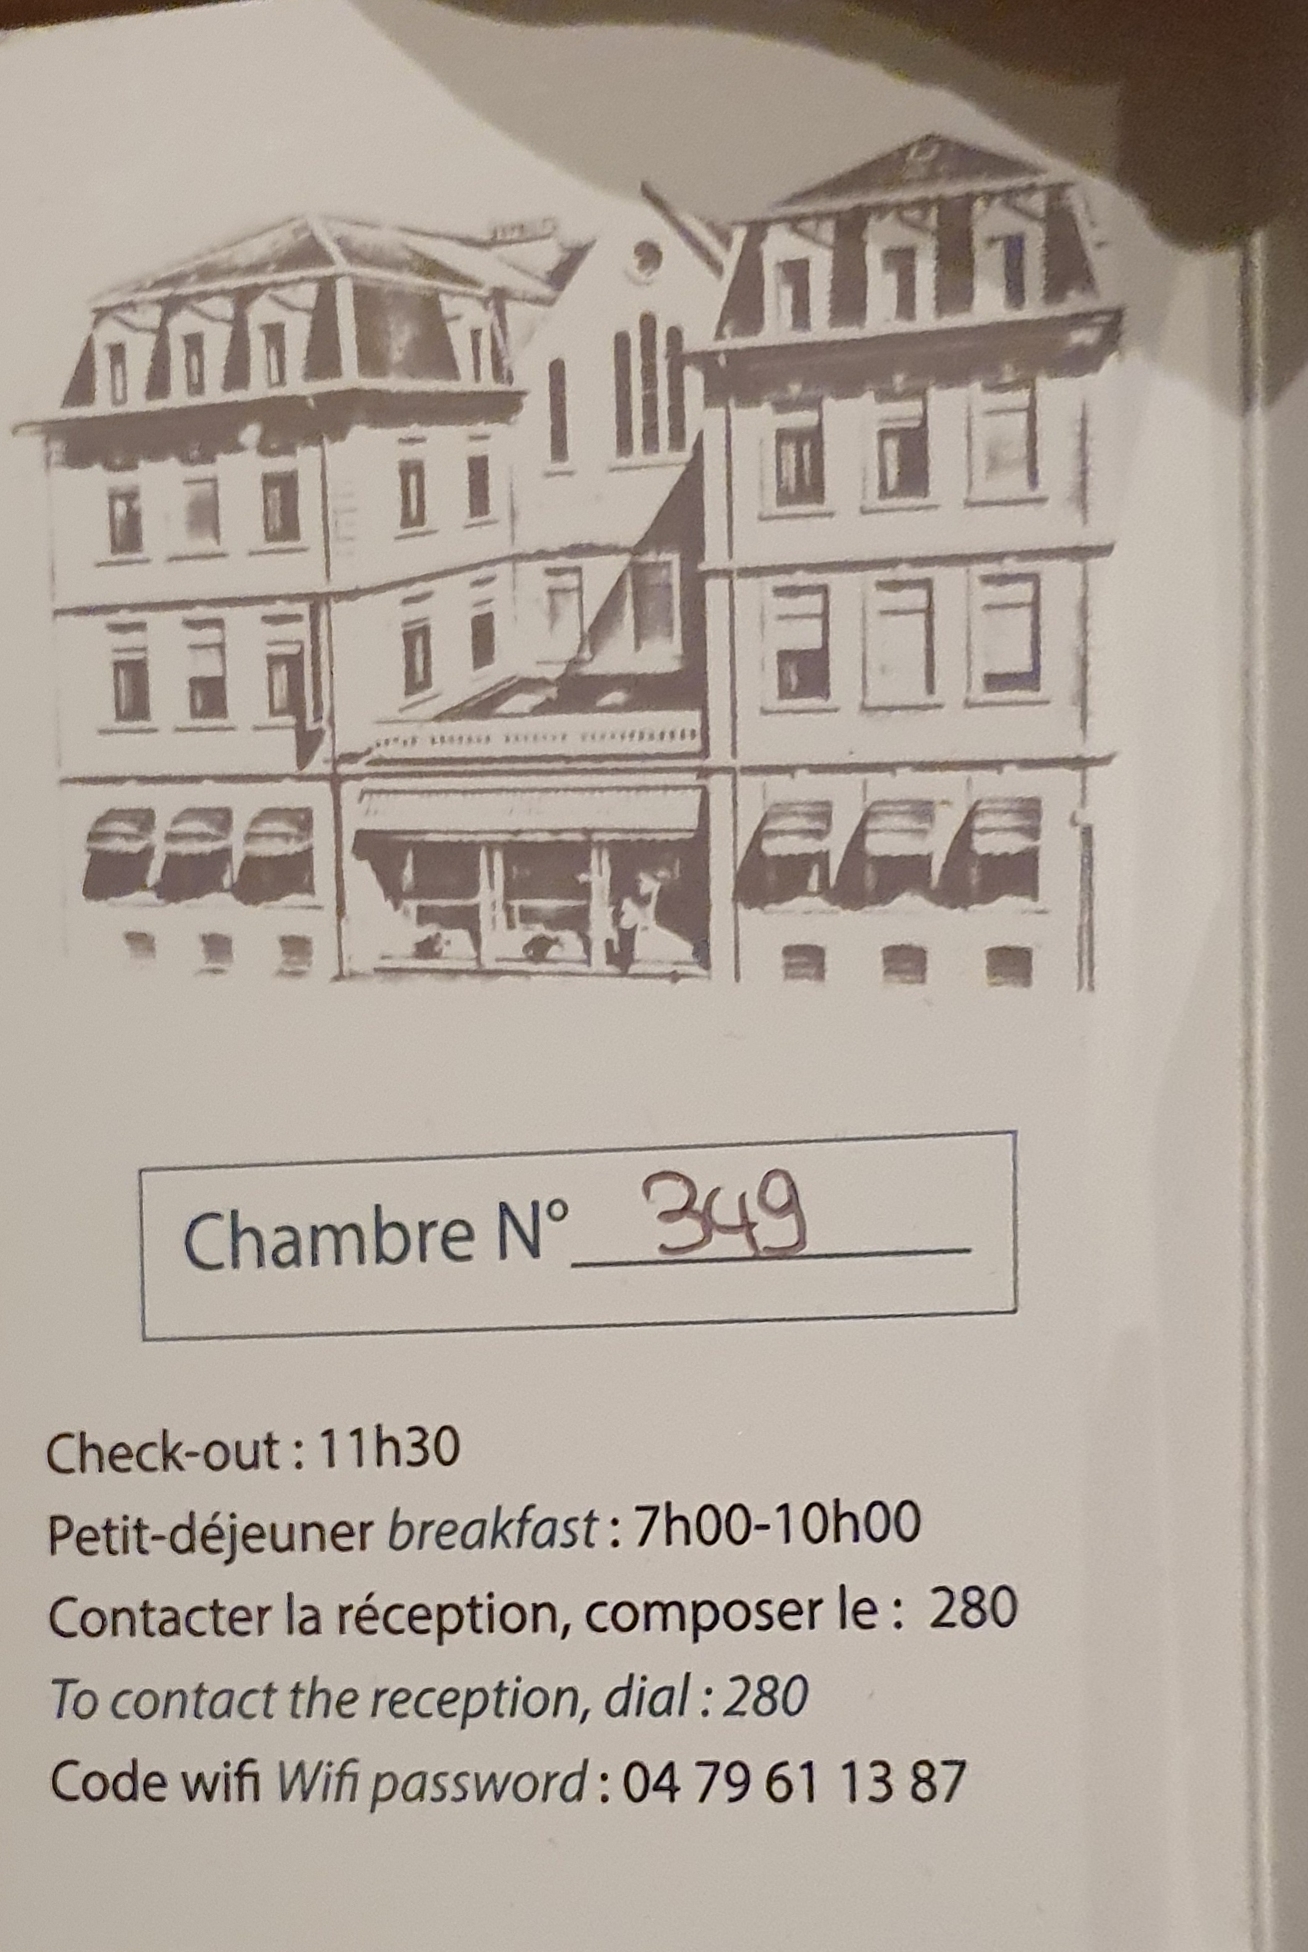 Chambre N° 349
Check-out : 11h30
Petit-déjeuner breakfast : 7h00-10h00
Contacter la réception, composer le : 280
To contact the reception, dial : 280
Code wifi Wifi password : 04 79 61 13 87